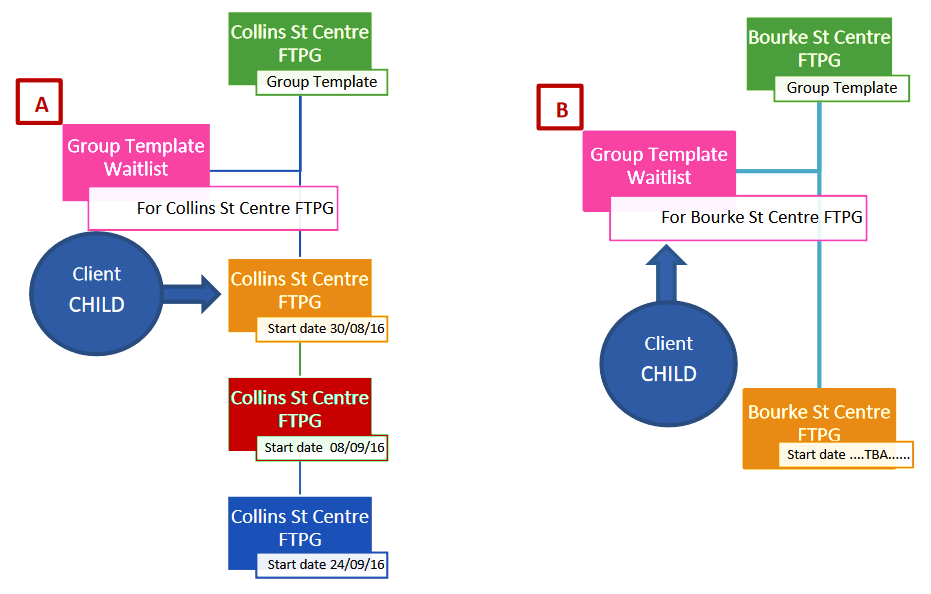 A
Collins St Centre
FTPG
Group Template
Group Template
Waitlist
For Collins St Centre FTPG
Client
CHILD
Collins St Centre
FTPG
Start date 30/08/16
Collins St Centre
FTPG
Start date  08/09/16
Collins St Centre
FTPG
Start date 24/09/16
B
Bourke St Centre
FTPG
Group Template
Group Template
Waitlist
For Bourke St Centre FTPG
Client
CHILD
Bourke St Centre
FTPG
Start date ....TBA......